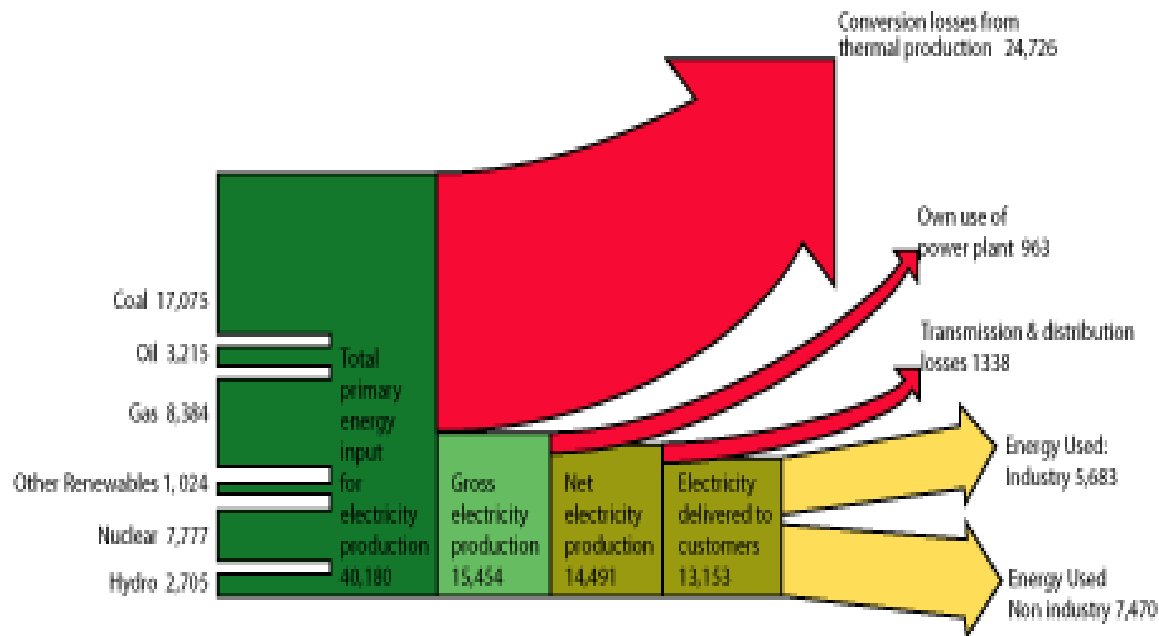 Conversion losses from
thermal production 24,726
Own use of
power plant 963
Transmission & distribution
losses 1338
Energy Used:
Industry 5,683
Energy Used
Non industry 7,470
Coal 17,075
Oil 3,215
Gas 8,384
Other Renewables 1,024
Nuclear 7,777
Hydro 2,705
Total
primary
energy
input
for
electricity
production
40,180
Gross
electricity
production
15,454
Net
electricity
production
14,491
Electricity
delivered to
customers
13,153